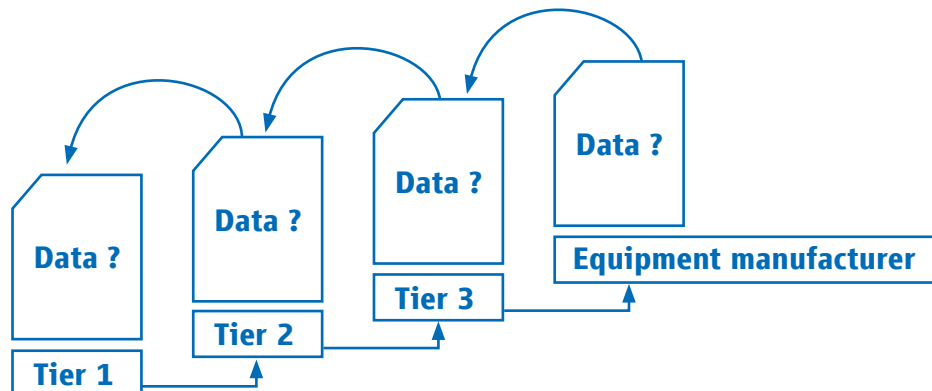 Data ?
Data ?
Data ?
Data ?
Equipment manufacturer
Tier 3
Tier 2
Tier 1